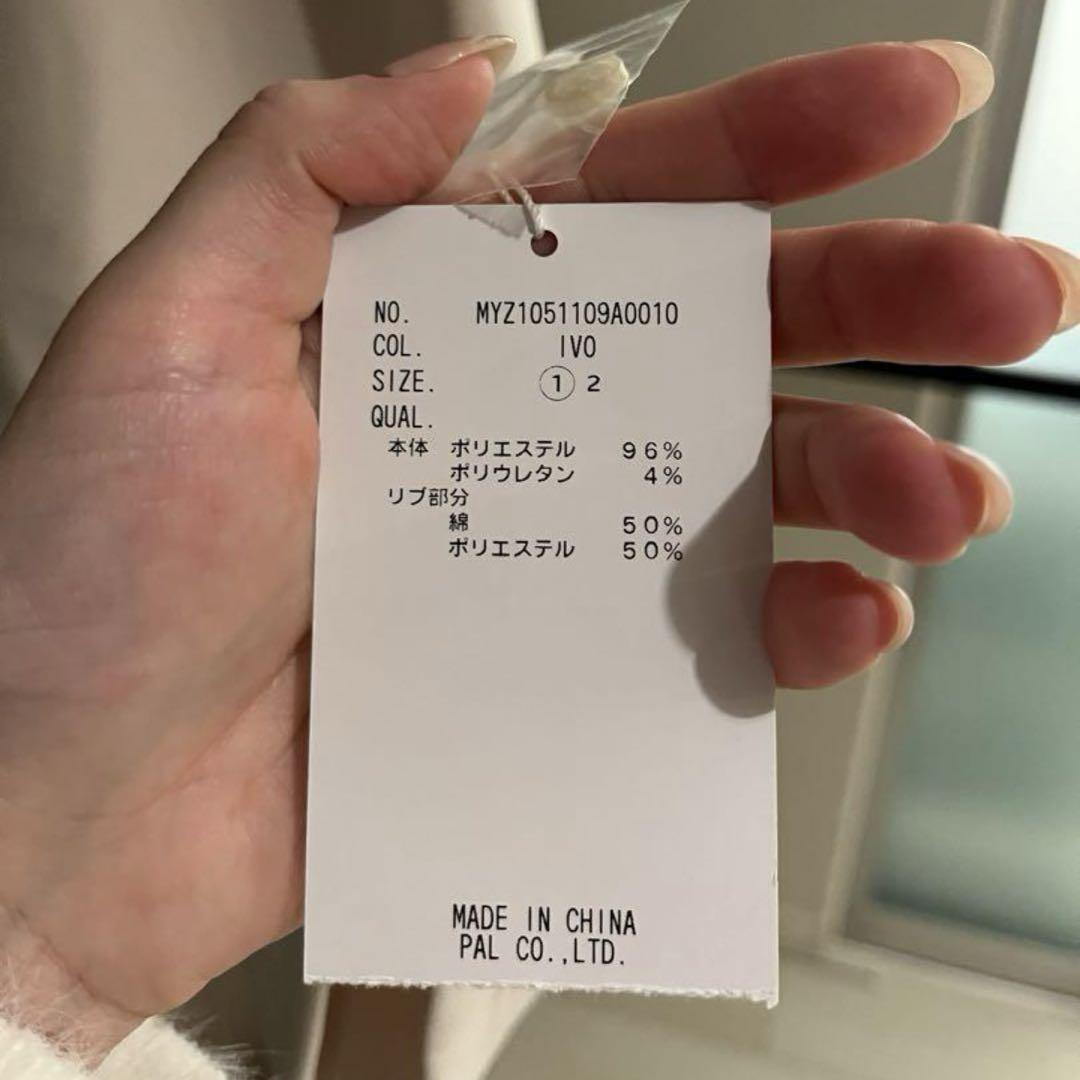 NO. MYZ1051109A0010
COL. IVO
SIZE. ① 2
QUAL.
本体 ポリエステル 96%
ポリウレタン 4%
リブ部分
綿 50%
ポリエステル 50%
MADE IN CHINA
PAL CO.,LTD.